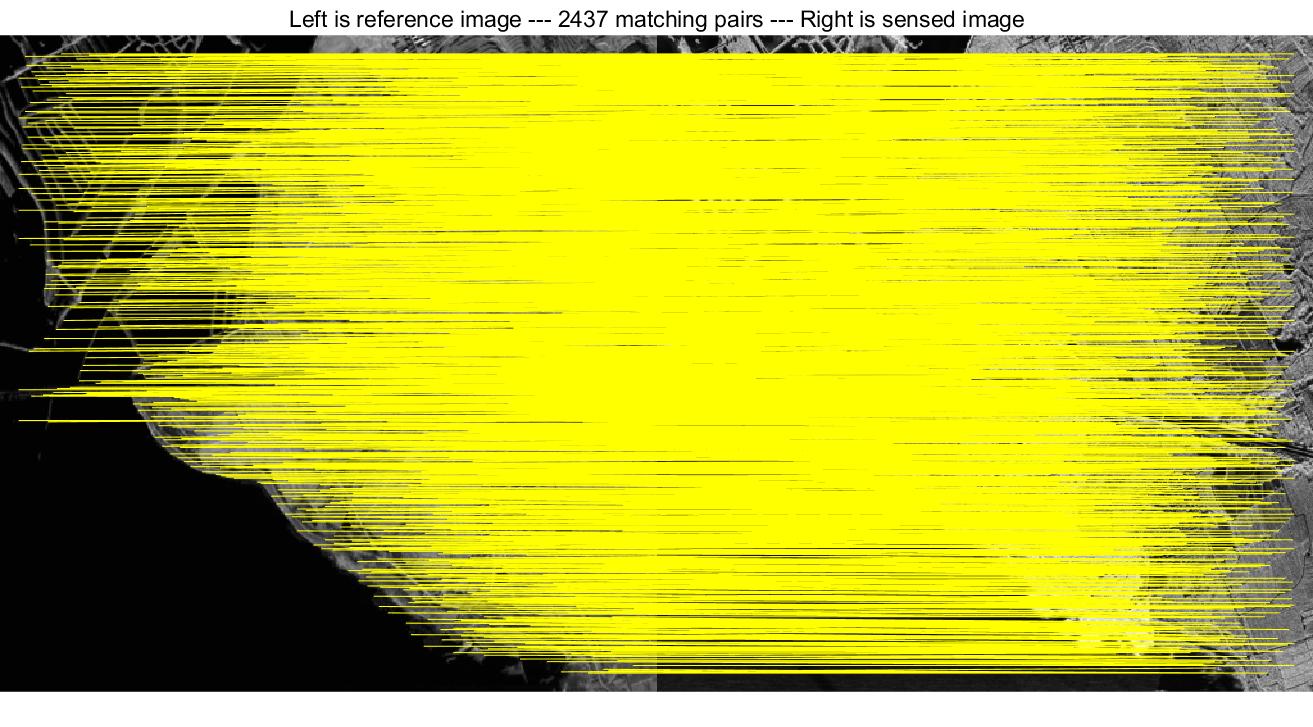 Left is reference image --- 2437 matching pairs --- Right is sensed image